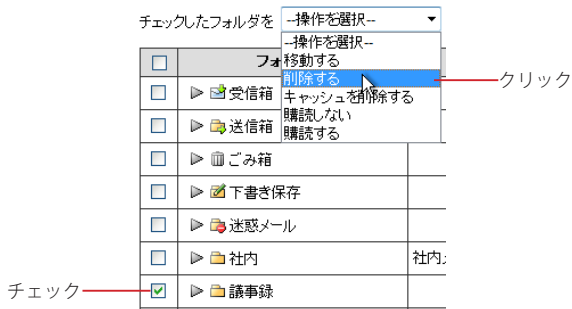 チェックしたフォルダを --操作を選択--
--操作を選択--
フォ 移動する
削除する クリック
キャッシュを削除する
購読しない
購読する
受信箱
送信箱
ごみ箱
下書き保存
迷惑メール
社内 社内
チェック 議事録